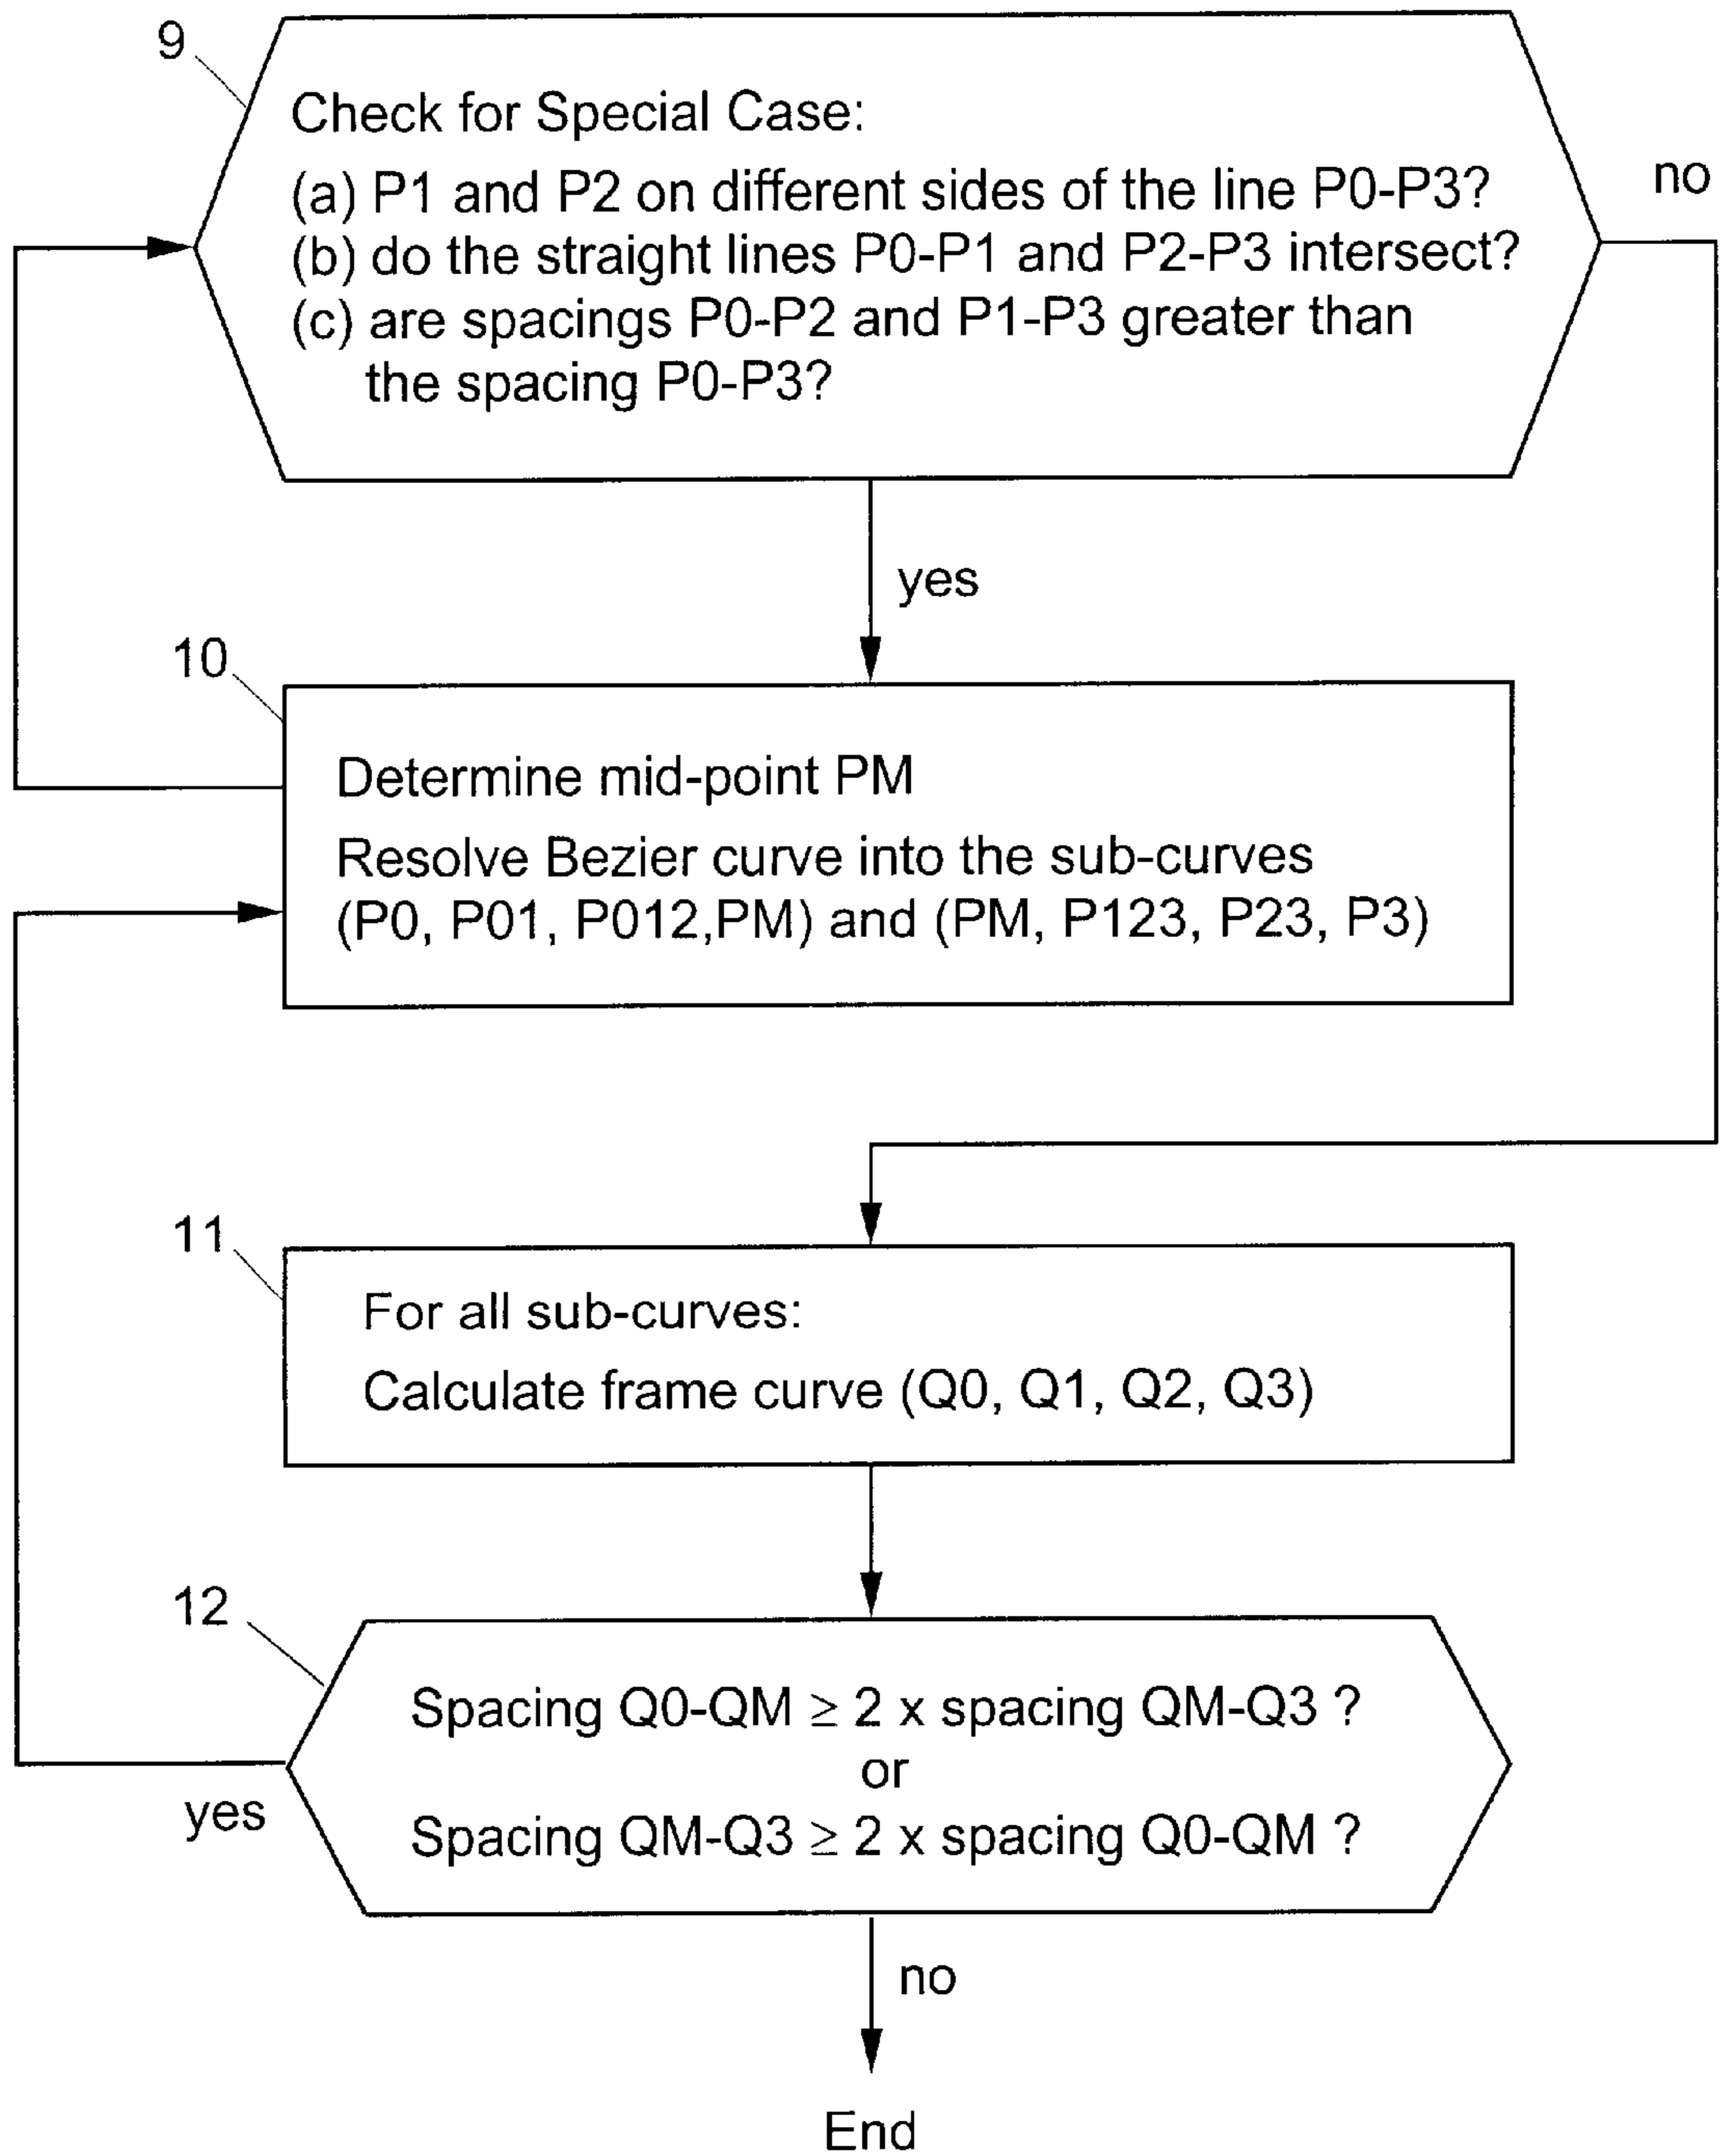 9
Check for Special Case:
(a) P1 and P2 on different sides of the line P0-P3?
(b) do the straight lines P0-P1 and P2-P3 intersect?
(c) are spacings P0-P2 and P1-P3 greater than
the spacing P0-P3?
no
yes
10
Determine mid-point PM
Resolve Bezier curve into the sub-curves
(P0, P01, P012,PM) and (PM, P123, P23, P3)
11
For all sub-curves:
Calculate frame curve (Q0, Q1, Q2, Q3)
12
Spacing Q0-QM ≥ 2 x spacing QM-Q3 ?
or
Spacing QM-Q3 ≥ 2 x spacing Q0-QM ?
yes
no
End